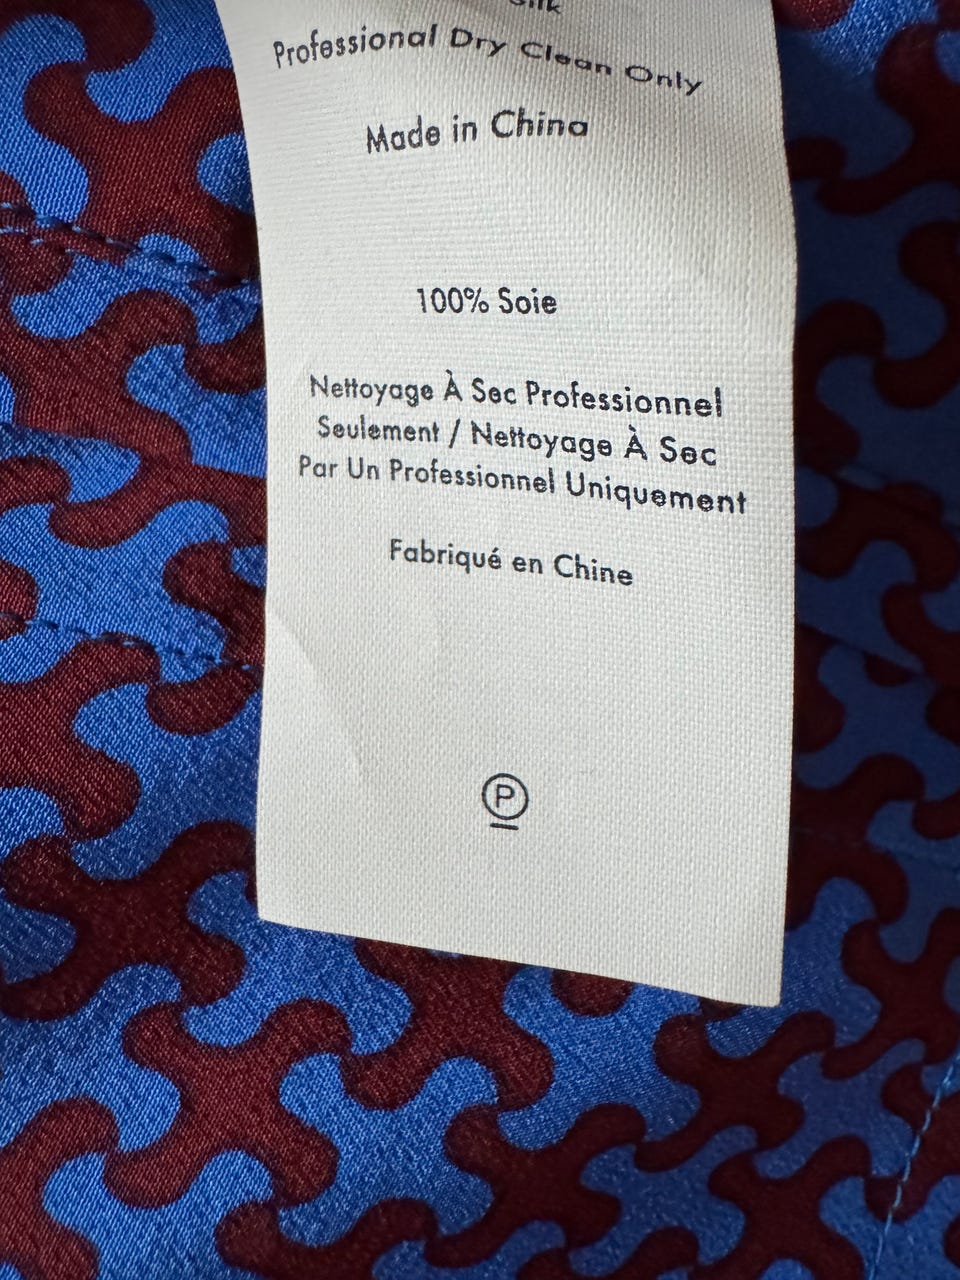 Silk
Professional Dry Clean Only
Made in China
100% Soie
Nettoyage À Sec Professionnel
Seulement / Nettoyage À Sec
Par Un Professionnel Uniquement
Fabriqué en Chine
P